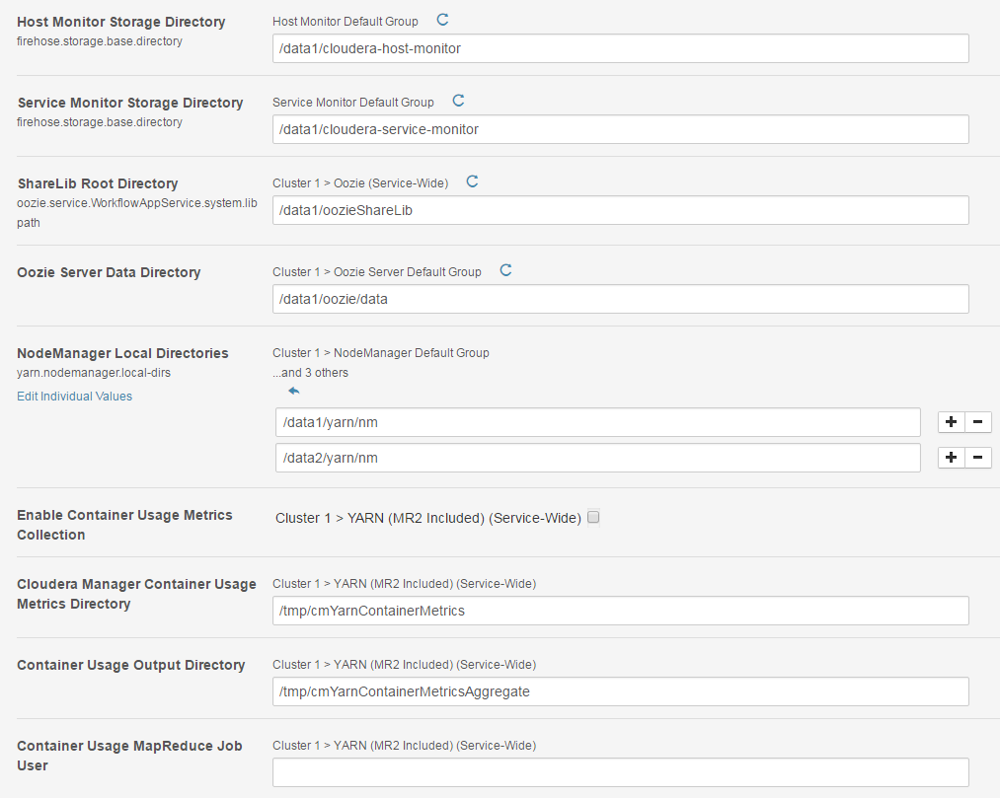 Host Monitor Storage Directory
Host Monitor Default Group
firehose.storage.base.directory
/data1/cloudera-host-monitor
Service Monitor Storage Directory
Service Monitor Default Group
firehose.storage.base.directory
/data1/cloudera-service-monitor
ShareLib Root Directory
Cluster 1 > Oozie (Service-Wide)
oozie.service.WorkflowAppService.system.lib
path
/data1/oozieShareLib
Oozie Server Data Directory
Cluster 1 > Oozie Server Default Group
/data1/oozie/data
NodeManager Local Directories
Cluster 1 > NodeManager Default Group
yarn.nodemanager.local-dirs
...and 3 others
Edit Individual Values
/data1/yarn/nm
/data2/yarn/nm
Enable Container Usage Metrics
Collection
Cluster 1 > YARN (MR2 Included) (Service-Wide)
Cloudera Manager Container Usage
Metrics Directory
Cluster 1 > YARN (MR2 Included) (Service-Wide)
/tmp/cmYarnContainerMetrics
Container Usage Output Directory
Cluster 1 > YARN (MR2 Included) (Service-Wide)
/tmp/cmYarnContainerMetricsAggregate
Container Usage MapReduce Job
User
Cluster 1 > YARN (MR2 Included) (Service-Wide)